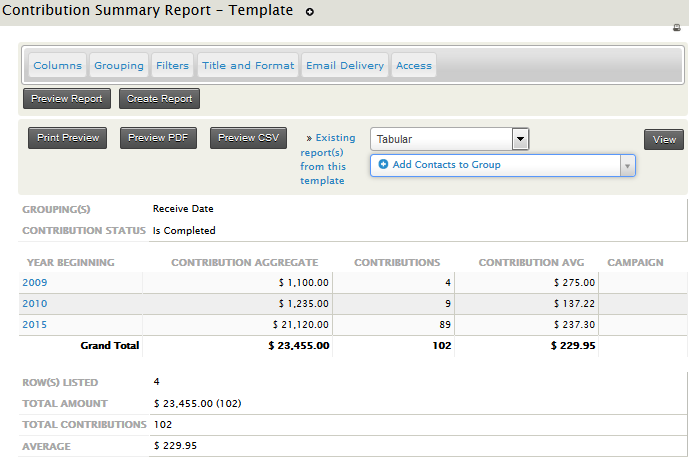 Contribution Summary Report - Template
Columns Grouping Filters Title and Format Email Delivery Access
Preview Report Create Report
Print Preview Preview PDF Preview CSV » Existing report(s) from this template Tabular View
Add Contacts to Group
GROUPING(S) Receive Date
CONTRIBUTION STATUS Is Completed
YEAR BEGINNING CONTRIBUTION AGGREGATE CONTRIBUTIONS CONTRIBUTION AVG CAMPAIGN
2009 $ 1,100.00 4 $ 275.00
2010 $ 1,235.00 9 $ 137.22
2015 $ 21,120.00 89 $ 237.30
Grand Total $ 23,455.00 102 $ 229.95
ROW(S) LISTED 4
TOTAL AMOUNT $ 23,455.00 (102)
TOTAL CONTRIBUTIONS 102
AVERAGE $ 229.95